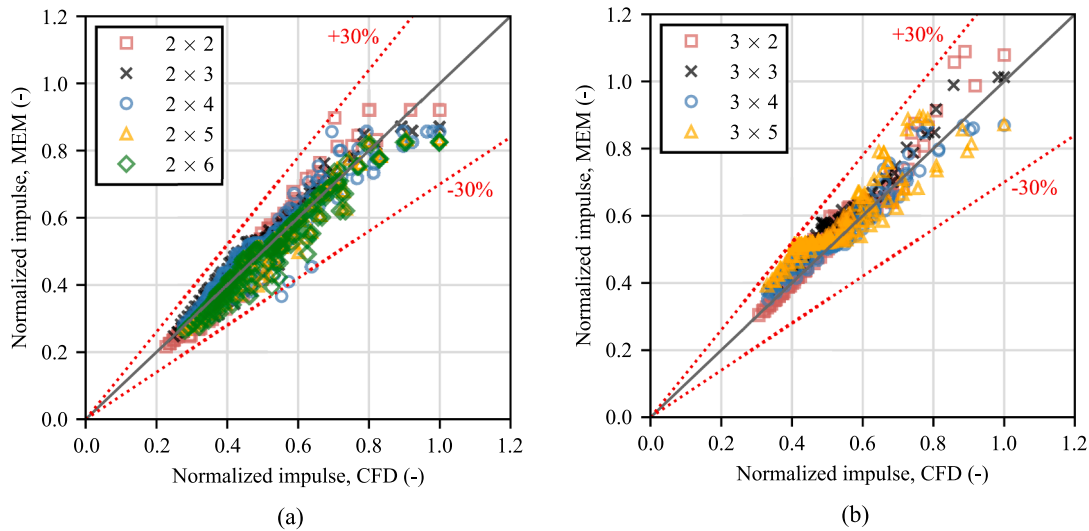 1.2
1.0
0.8
0.6
0.4
0.2
0.0
Normalized impulse, MEM (-)
2 × 2
2 × 3
2 × 4
2 × 5
2 × 6
+30%
-30%
0.0 0.2 0.4 0.6 0.8 1.0 1.2
Normalized impulse, CFD (-)
(a)
1.2
1.0
0.8
0.6
0.4
0.2
0.0
Normalized impulse, MEM (-)
3 × 2
3 × 3
3 × 4
3 × 5
+30%
-30%
0.0 0.2 0.4 0.6 0.8 1.0 1.2
Normalized impulse, CFD (-)
(b)